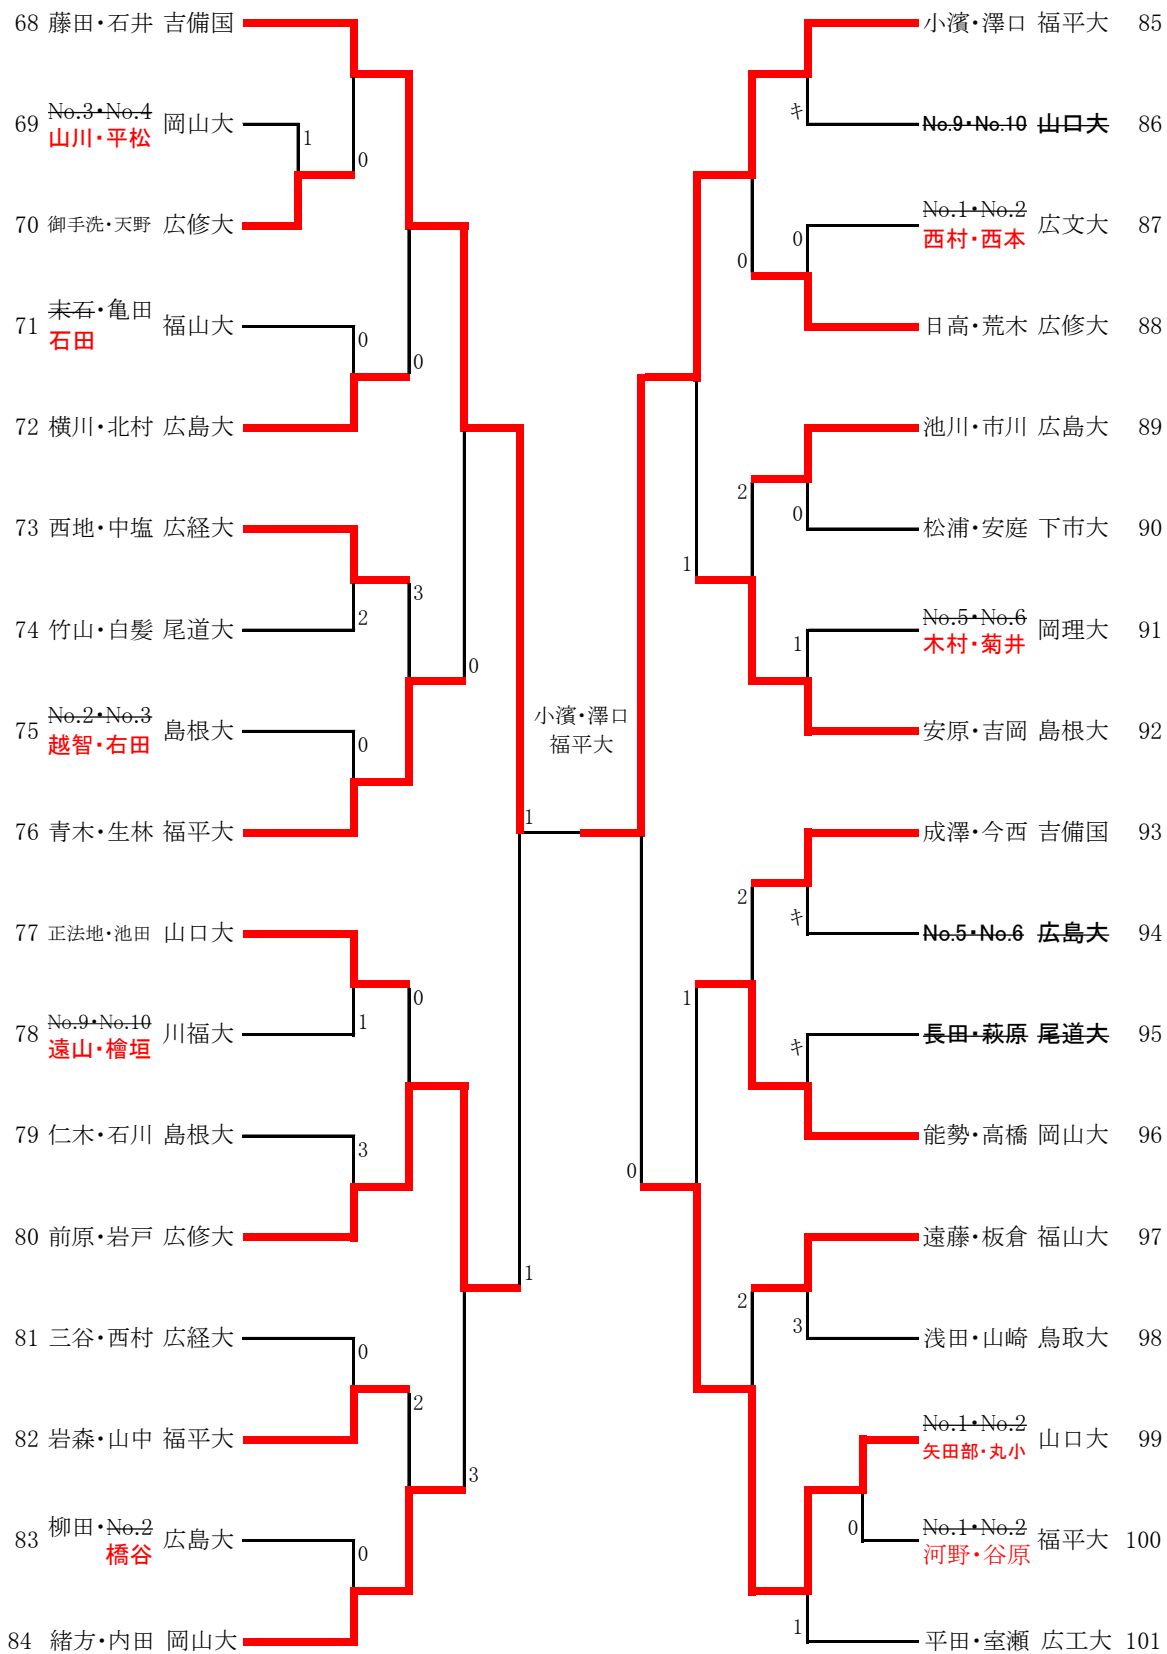 68 藤田・石井 吉備国
69 No.3・No.4 岡山大
山川・平松
1
0
70 御手洗・天野 広修大
71 末石・亀田 福山大
石田
0
0
72 横川・北村 広島大
73 西地・中塩 広経大
3
2
74 竹山・白髪 尾道大
0
75 No.2・No.3 島根大
越智・右田
0
76 青木・生林 福平大
1
77 正法地・池田 山口大
0
1
78 No.9・No.10 川福大
遠山・檜垣
79 仁木・石川 島根大
3
80 前原・岩戸 広修大
1
81 三谷・西村 広経大
0
2
82 岩森・山中 福平大
3
83 柳田・No.2 広島大
橋谷
0
84 緒方・内田 岡山大
小濱・澤口
福平大
小濱・澤口 福平大 85
キ
No.9・No.10 山口大 86
No.1・No.2 広文大 87
西村・西本
0
0
日高・荒木 広修大 88
池川・市川 広島大 89
2
0
松浦・安庭 下市大 90
1
No.5・No.6 岡理大 91
木村・菊井
1
安原・吉岡 島根大 92
成澤・今西 吉備国 93
2
キ
No.5・No.6 広島大 94
1
長田・萩原 尾道大 95
キ
能勢・高橋 岡山大 96
0
遠藤・板倉 福山大 97
2
3
浅田・山崎 鳥取大 98
No.1・No.2 山口大 99
矢田部・丸小
0
No.1・No.2 福平大 100
河野・谷原
1
平田・室瀬 広工大 101